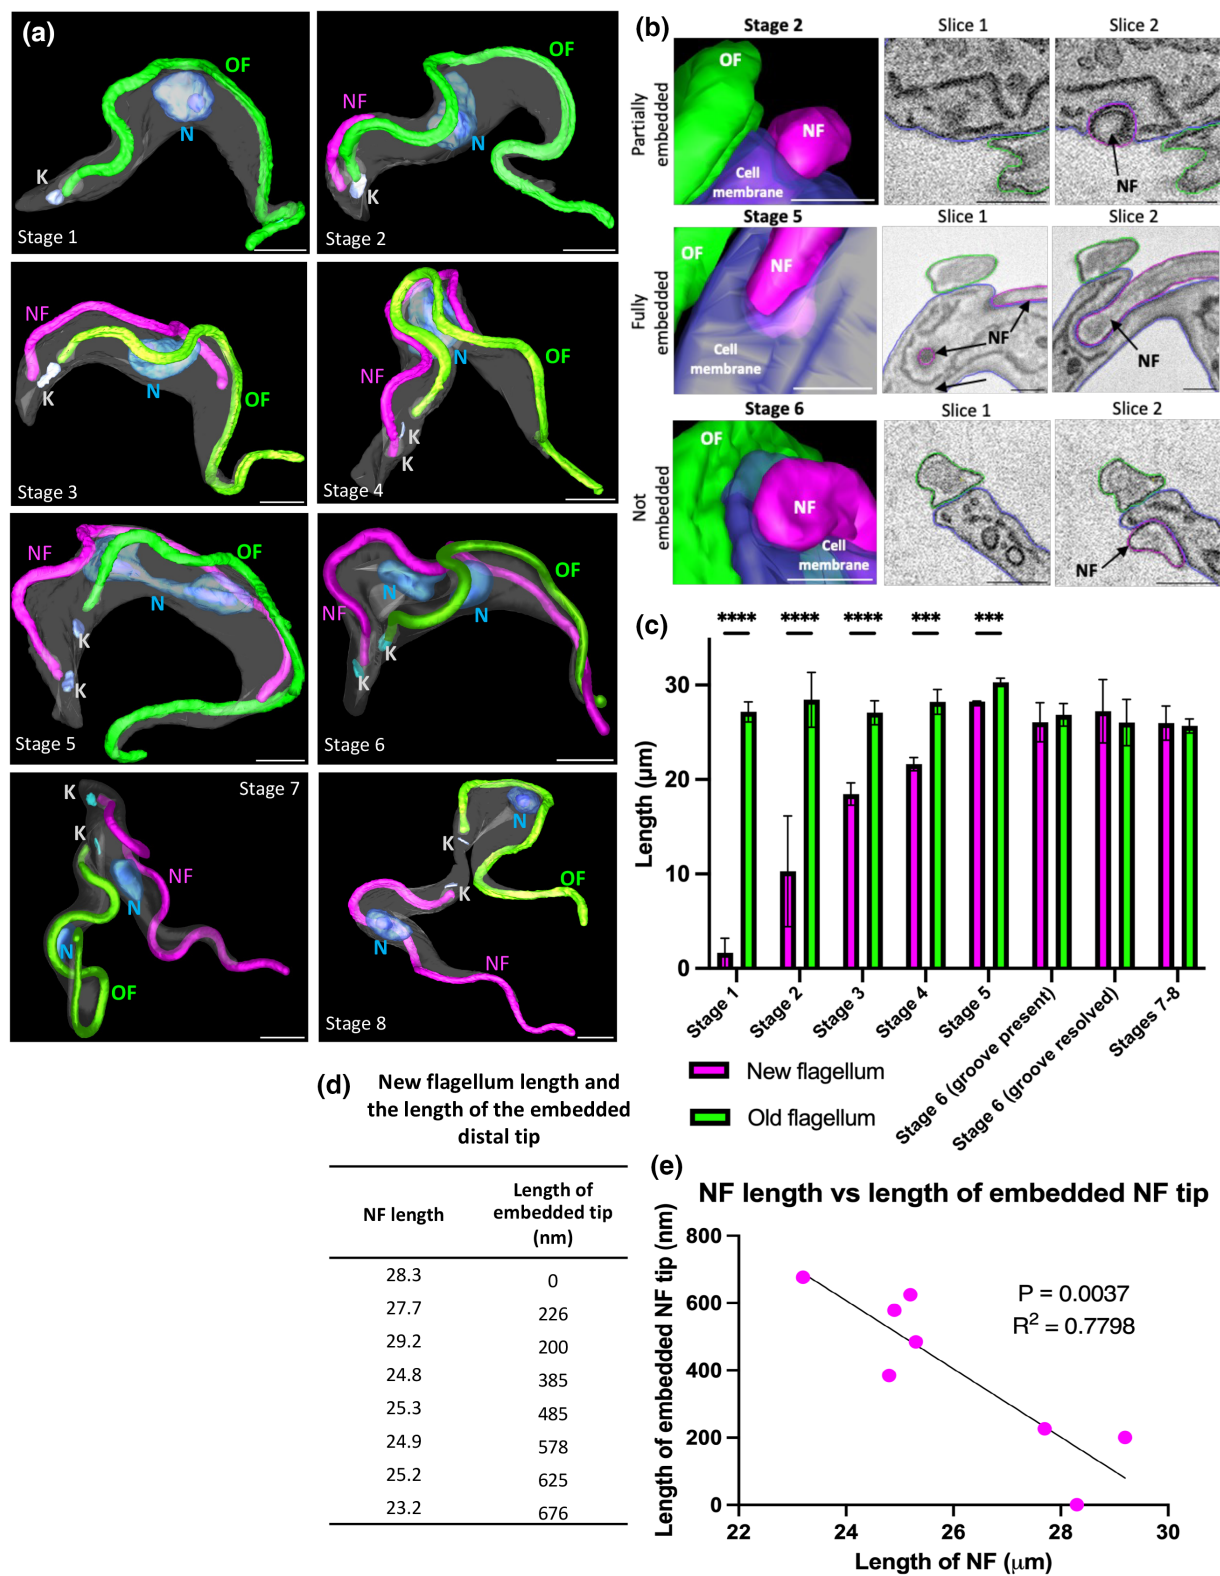 (a)
OF
N
K
Stage 1
OF
NF
N
K
Stage 2
NF
N
K
OF
Stage 3
N
OF
NF
K
K
Stage 4
NF
OF
N
K
K
Stage 5
OF
N
N
NF
K
K
Stage 6
K
Stage 7
K
NF
N
N
OF
N
K
OF
K
N
NF
Stage 8
(b)
Stage 2
Slice 1
Slice 2
Partially
embedded
OF
NF
Cell
membrane
NF
Stage 5
Slice 1
Slice 2
Fully
embedded
OF
NF
Cell
membrane
NF
NF
Stage 6
Slice 1
Slice 2
Not
embedded
OF
NF
Cell
membrane
NF
(c)
**** **** **** *** ***
Length (µm)
30
20
10
0
Stage 1
Stage 2
Stage 3
Stage 4
Stage 5
Stage 6 (groove present)
Stage 6 (groove resolved)
Stages 7-8
New flagellum
Old flagellum
(d)
New flagellum length and
the length of the embedded
distal tip
NF length
Length of
embedded tip
(nm)
28.3 0
27.7 226
29.2 200
24.8 385
25.3 485
24.9 578
25.2 625
23.2 676
(e)
NF length vs length of embedded NF tip
Length of embedded NF tip (nm)
800
600
400
200
0
P = 0.0037
R² = 0.7798
22 24 26 28 30
Length of NF (µm)